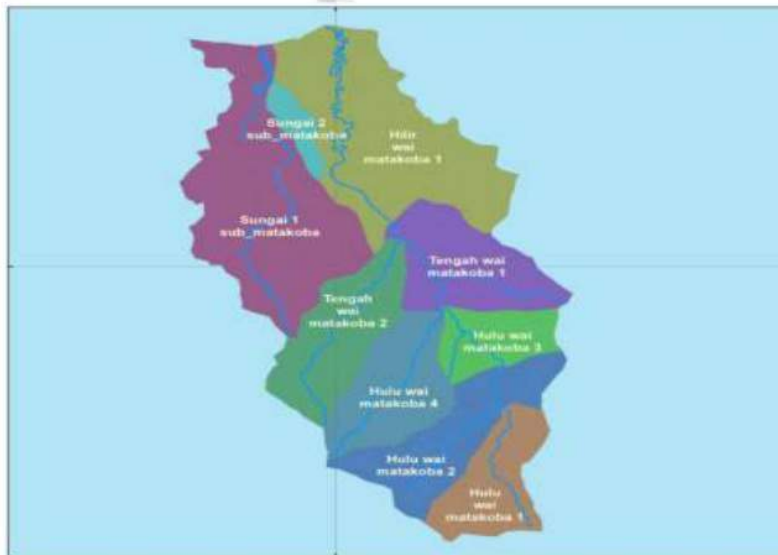 Sungai 2
sub_matakoba
Hilir
wai
matakoba 1
Sungai 1
sub_matakoba
Tengah wai
matakoba 1
Tengah
wai
matakoba 2
Hulu wai
matakoba 3
Hulu wai
matakoba 4
Hulu wai
matakoba 2
Hulu
wai
matakoba 1